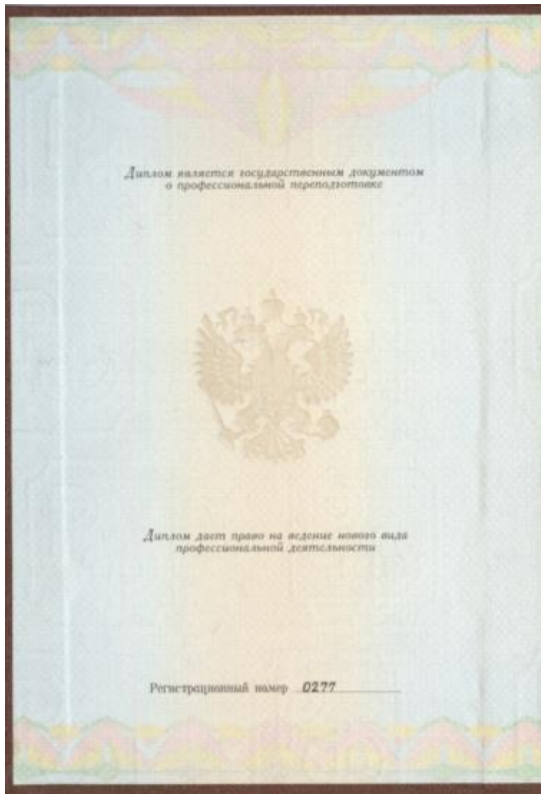 Диплом является государственным документом
о профессиональной переподготовке
Диплом дает право на ведение нового вида
профессиональной деятельности
Регистрационный номер 0277